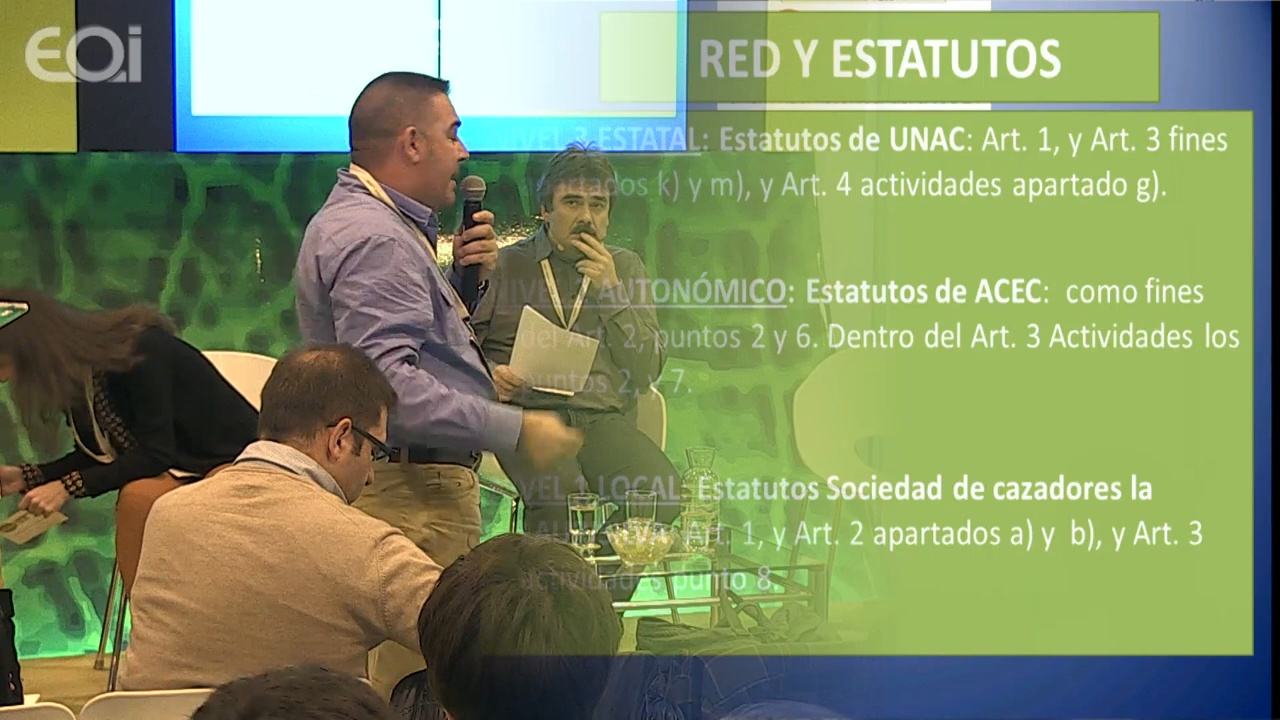 EOi
RED Y ESTATUTOS
NIVEL 3 ESTATAL: Estatutos de UNAC: Art. 1, y Art. 3 fines
apartados k) y m), y Art. 4 actividades apartado g).
NIVEL 2 AUTONÓMICO: Estatutos de ACEC: como fines
del Art. 2, puntos 2 y 6. Dentro del Art. 3 Actividades los
puntos 2, y 7.
NIVEL 1 LOCAL: Estatutos Sociedad de cazadores la
Art. 1, y Art. 2 apartados a) y b), y Art. 3
actividades punto 8.